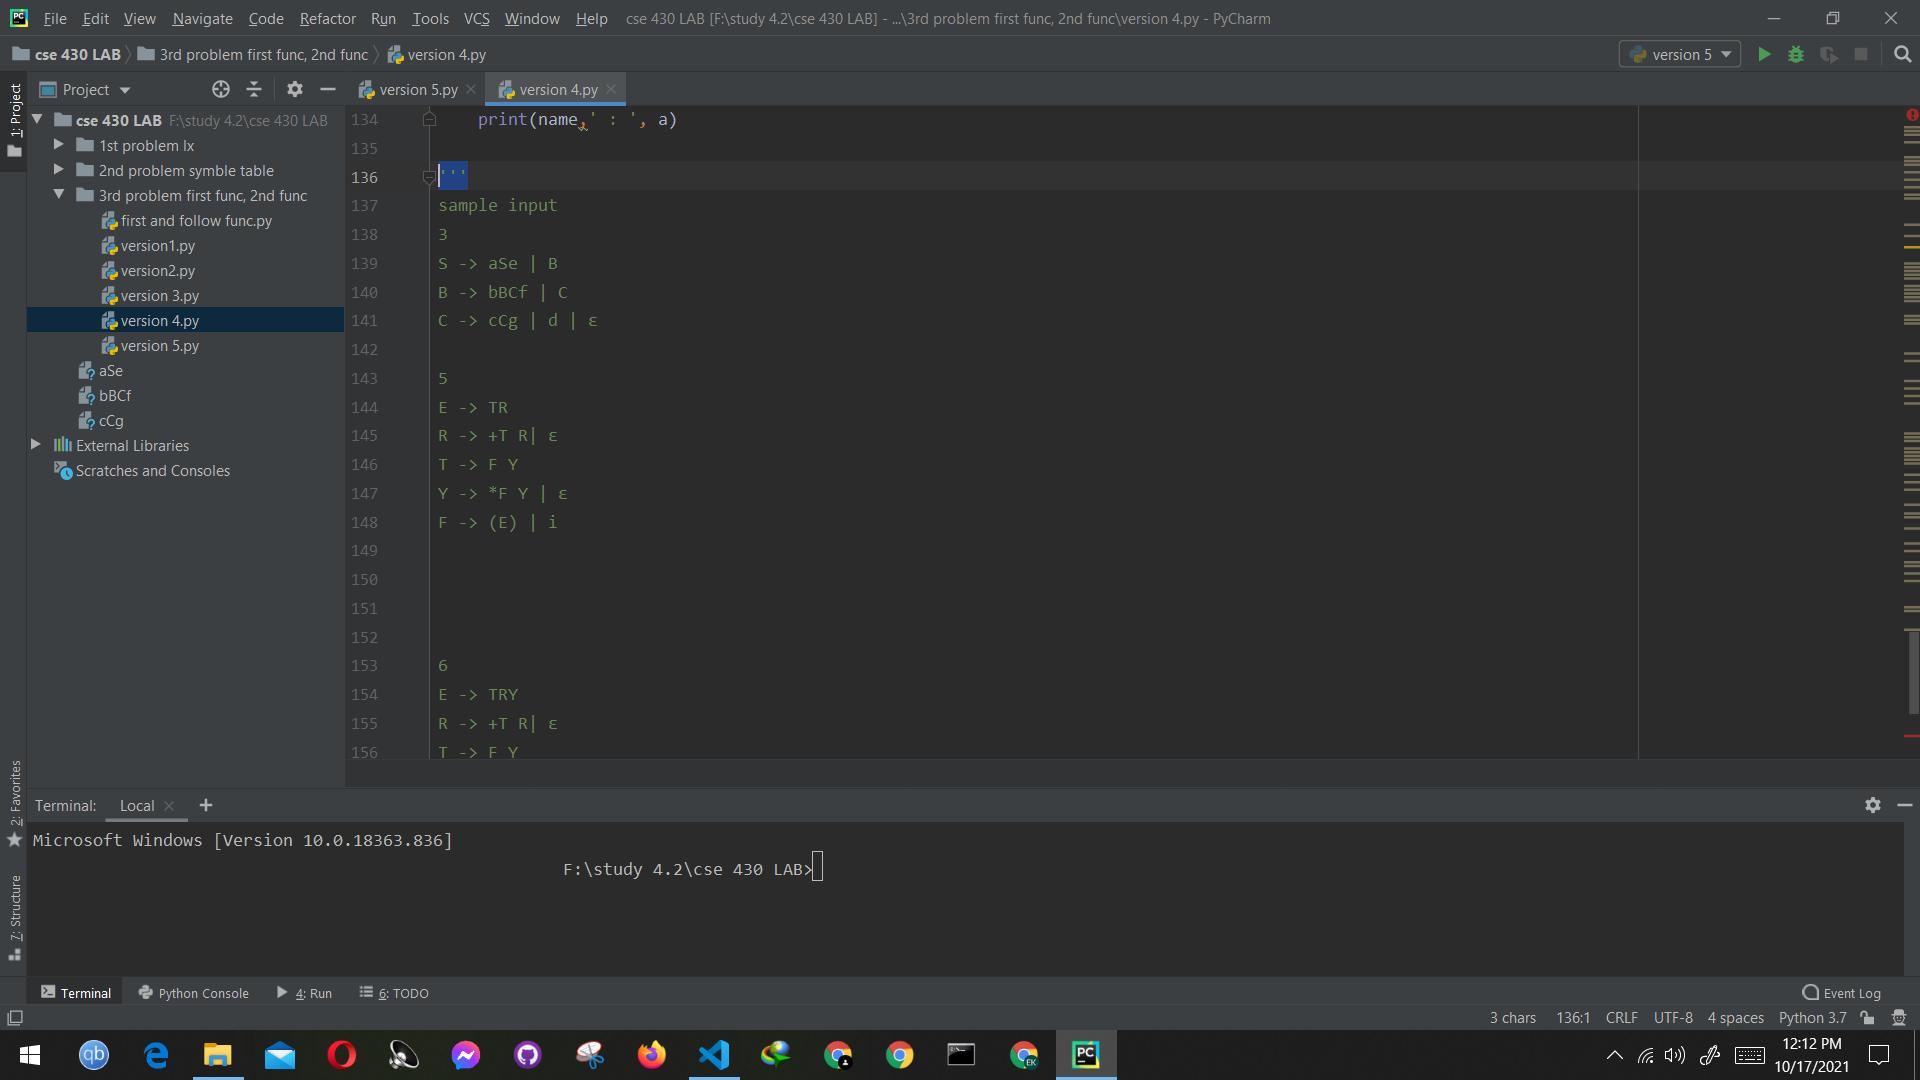 File Edit View Navigate Code Refactor Run Tools VCS Window Help cse 430 LAB [F:\study 4.2\cse 430 LAB] - ...\3rd problem first func, 2nd func\version 4.py - PyCharm
cse 430 LAB 3rd problem first func, 2nd func version 4.py version 5
Project version 5.py version 4.py
1: Project
cse 430 LAB F:\study 4.2\cse 430 LAB
1st problem lx
2nd problem symble table
3rd problem first func, 2nd func
first and follow func.py
version1.py
version2.py
version 3.py
version 4.py
version 5.py
aSe
bBCf
cCg
External Libraries
Scratches and Consoles
134 print(name,' : ', a)
135
136 '''
137 sample input
138 3
139 S -> aSe | B
140 B -> bBCf | C
141 C -> cCg | d | ε
142
143 5
144 E -> TR
145 R -> +T R| ε
146 T -> F Y
147 Y -> *F Y | ε
148 F -> (E) | i
149
150
151
152
153 6
154 E -> TRY
155 R -> +T R| ε
156 T -> F Y
2: Favorites
7: Structure
Terminal: Local
Microsoft Windows [Version 10.0.18363.836]
F:\study 4.2\cse 430 LAB>
Terminal Python Console 4: Run 6: TODO Event Log
3 chars 136:1 CRLF UTF-8 4 spaces Python 3.7
qb
EK
PC
12:12 PM
10/17/2021